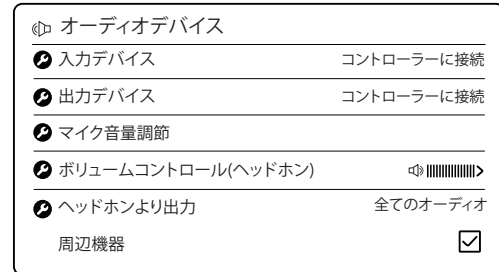 オーディオデバイス
入力デバイス コントローラーに接続
出力デバイス コントローラーに接続
マイク音量調節
ボリュームコントロール(ヘッドホン)
ヘッドホンより出力 全てのオーディオ
周辺機器